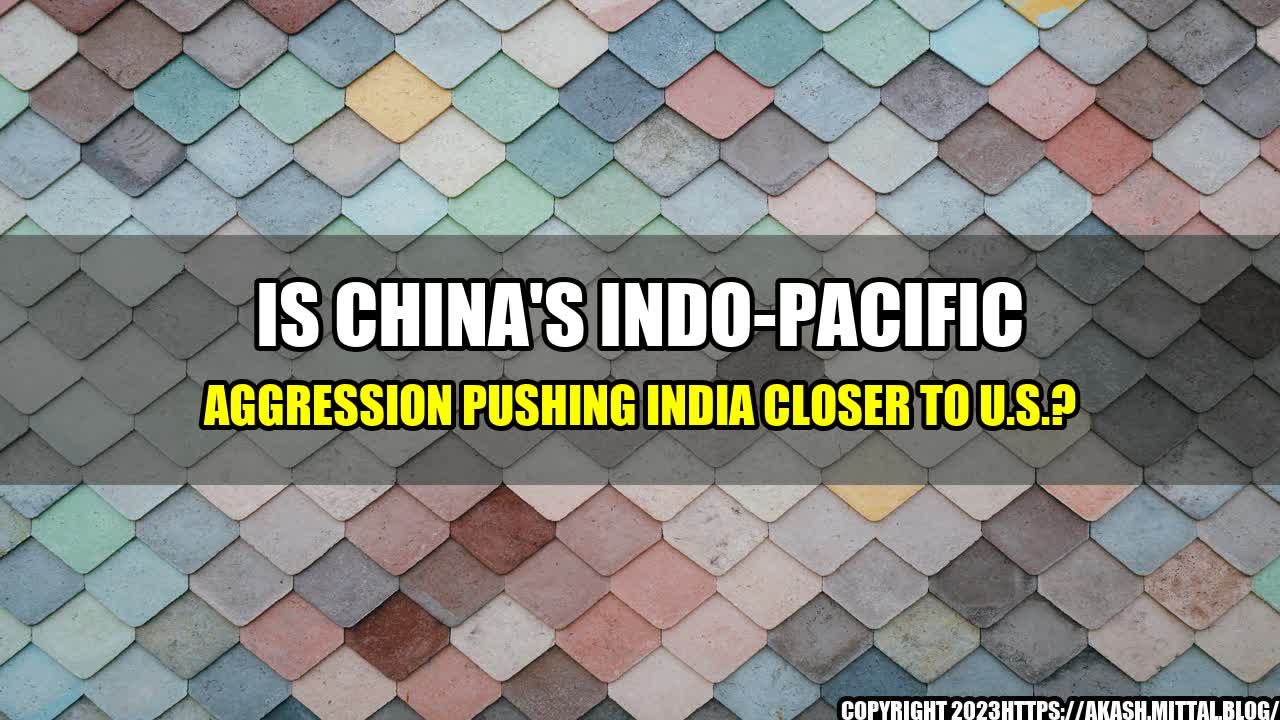 IS CHINA'S INDO-PACIFIC
AGGRESSION PUSHING INDIA CLOSER TO U.S.?
COPYRIGHT 2023HTTPS://AKASH.MITTAL.BLOG/